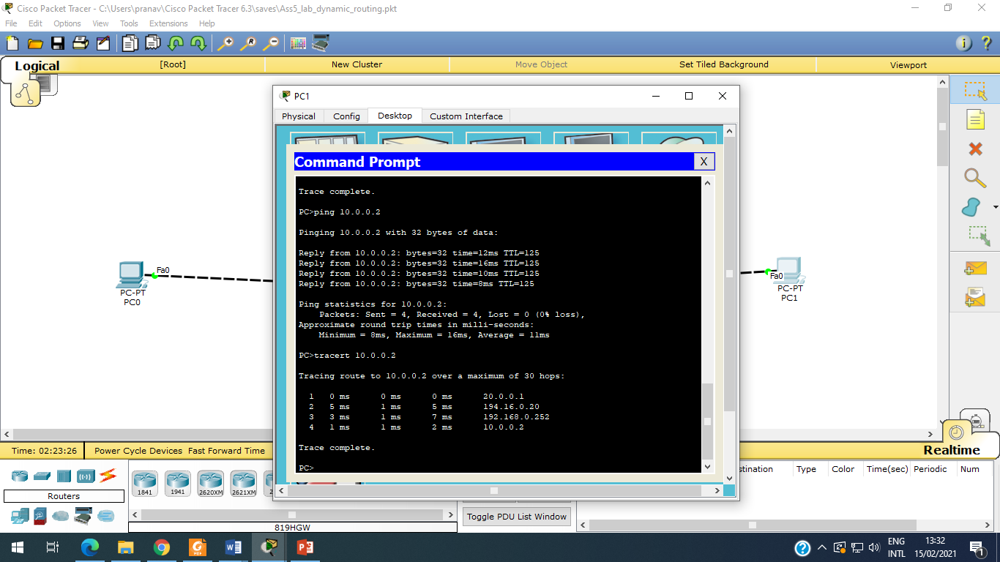 Cisco Packet Tracer - C:\Users\pranav\Cisco Packet Tracer 6.3\saves\Ass5_lab_dynamic_routing.pkt
File Edit Options View Tools Extensions Help
Logical [Root] New Cluster Move Object Set Tiled Background Viewport
PC1
Physical Config Desktop Custom Interface
Command Prompt X
Trace complete.
PC>ping 10.0.0.2
Pinging 10.0.0.2 with 32 bytes of data:
Reply from 10.0.0.2: bytes=32 time=12ms TTL=125
Reply from 10.0.0.2: bytes=32 time=16ms TTL=125
Reply from 10.0.0.2: bytes=32 time=10ms TTL=125
Reply from 10.0.0.2: bytes=32 time=8ms TTL=125
Ping statistics for 10.0.0.2:
Packets: Sent = 4, Received = 4, Lost = 0 (0% loss),
Approximate round trip times in milli-seconds:
Minimum = 8ms, Maximum = 16ms, Average = 11ms
PC>tracert 10.0.0.2
Tracing route to 10.0.0.2 over a maximum of 30 hops:
1 0 ms 0 ms 0 ms 20.0.0.1
2 5 ms 1 ms 5 ms 194.16.0.20
3 3 ms 1 ms 7 ms 192.168.0.252
4 1 ms 1 ms 2 ms 10.0.0.2
Trace complete.
PC>
Fa0
PC-PT
PC0
Fa0
PC-PT
PC1
Time: 02:23:26 Power Cycle Devices Fast Forward Time Realtime
Routers
1841 1941 2620XM 2621XM
819HGW
Toggle PDU List Window
Type Color Time(sec) Periodic Num
ENG
INTL
13:32
15/02/2021
1